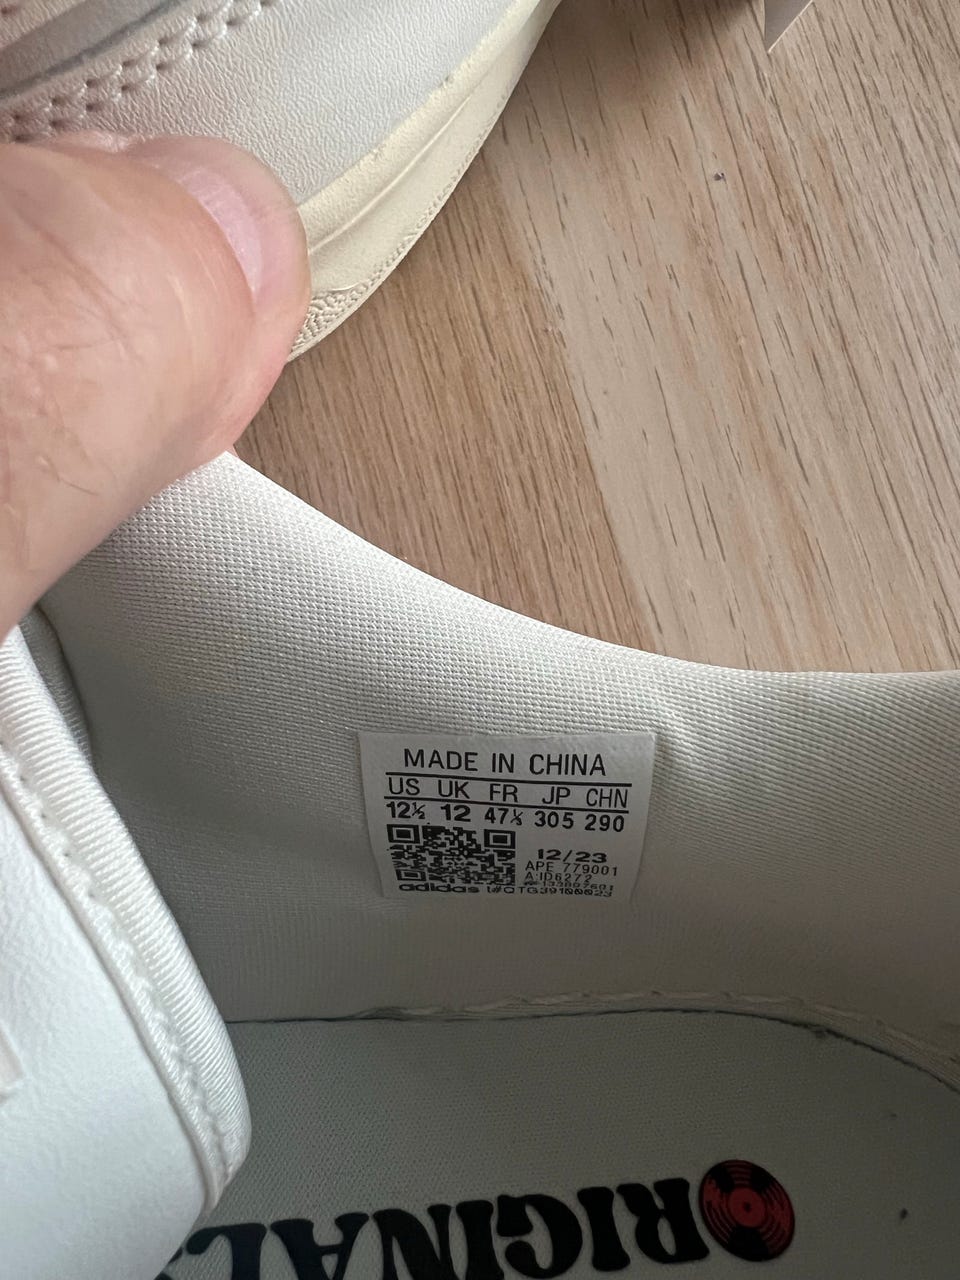 MADE IN CHINA
US UK FR JP CHN
12½ 12 47⅓ 305 290
12/23
APE 779001
A:ID6272
adidas
ORIGINALS